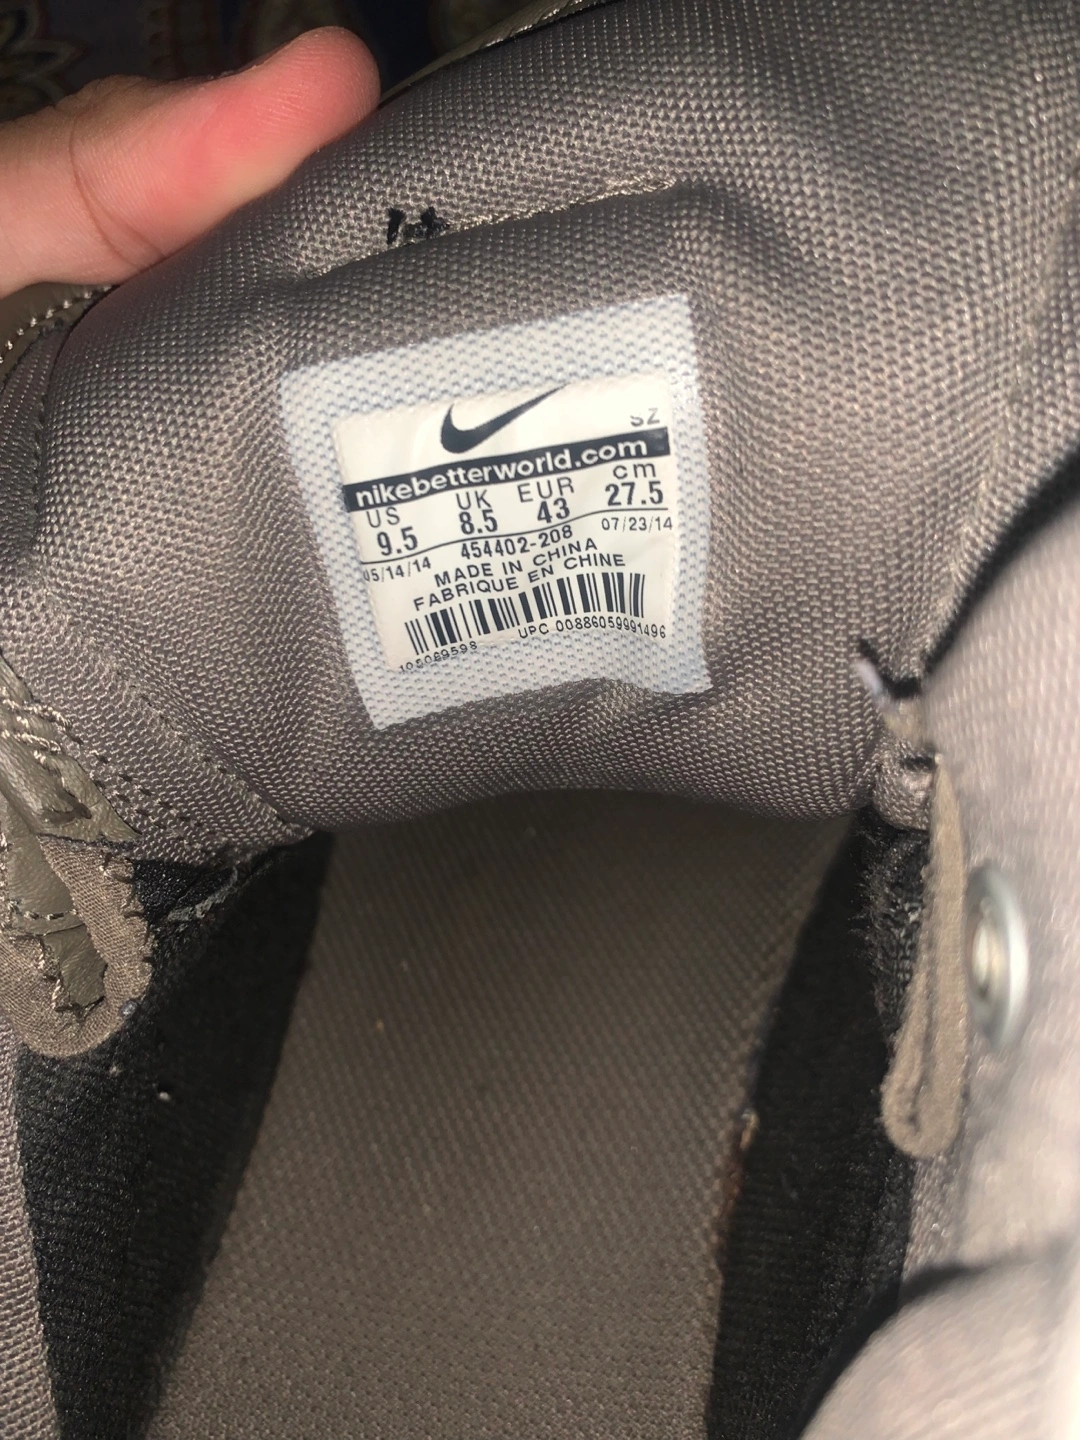 SZ
nikebetterworld.com
US UK EUR cm
9.5 8.5 43 27.5
05/14/14 454402-208 07/23/14
MADE IN CHINA
FABRIQUE EN CHINE
105069598 UPC 00886059991496